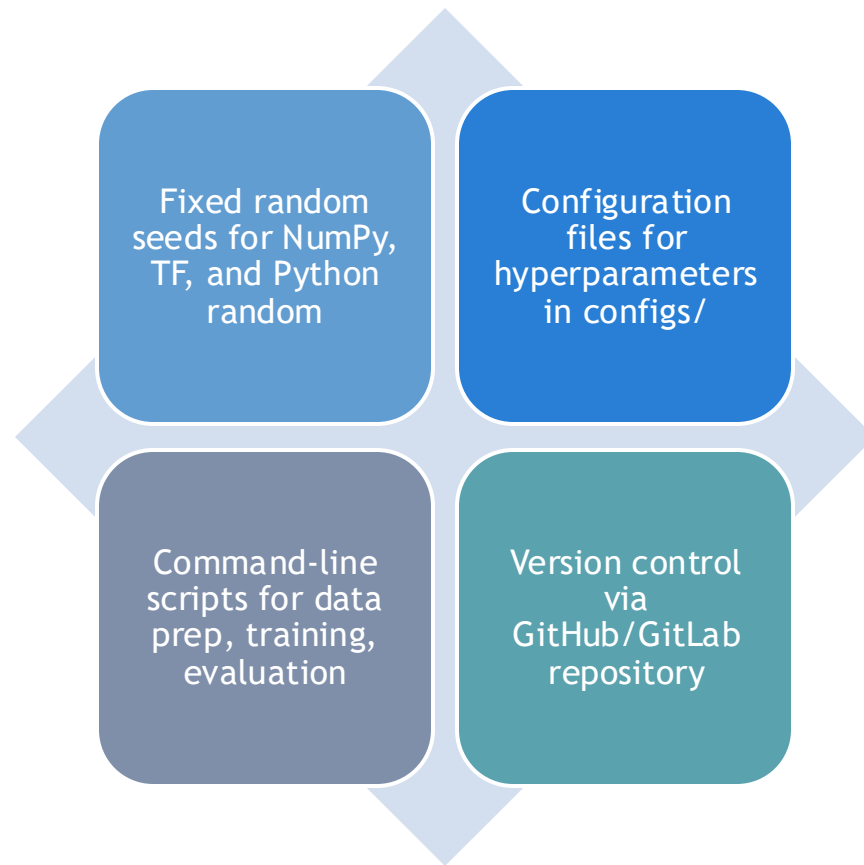 Fixed random
seeds for NumPy,
TF, and Python
random
Configuration
files for
hyperparameters
in configs/
Command-line
scripts for data
prep, training,
evaluation
Version control
via
GitHub/GitLab
repository